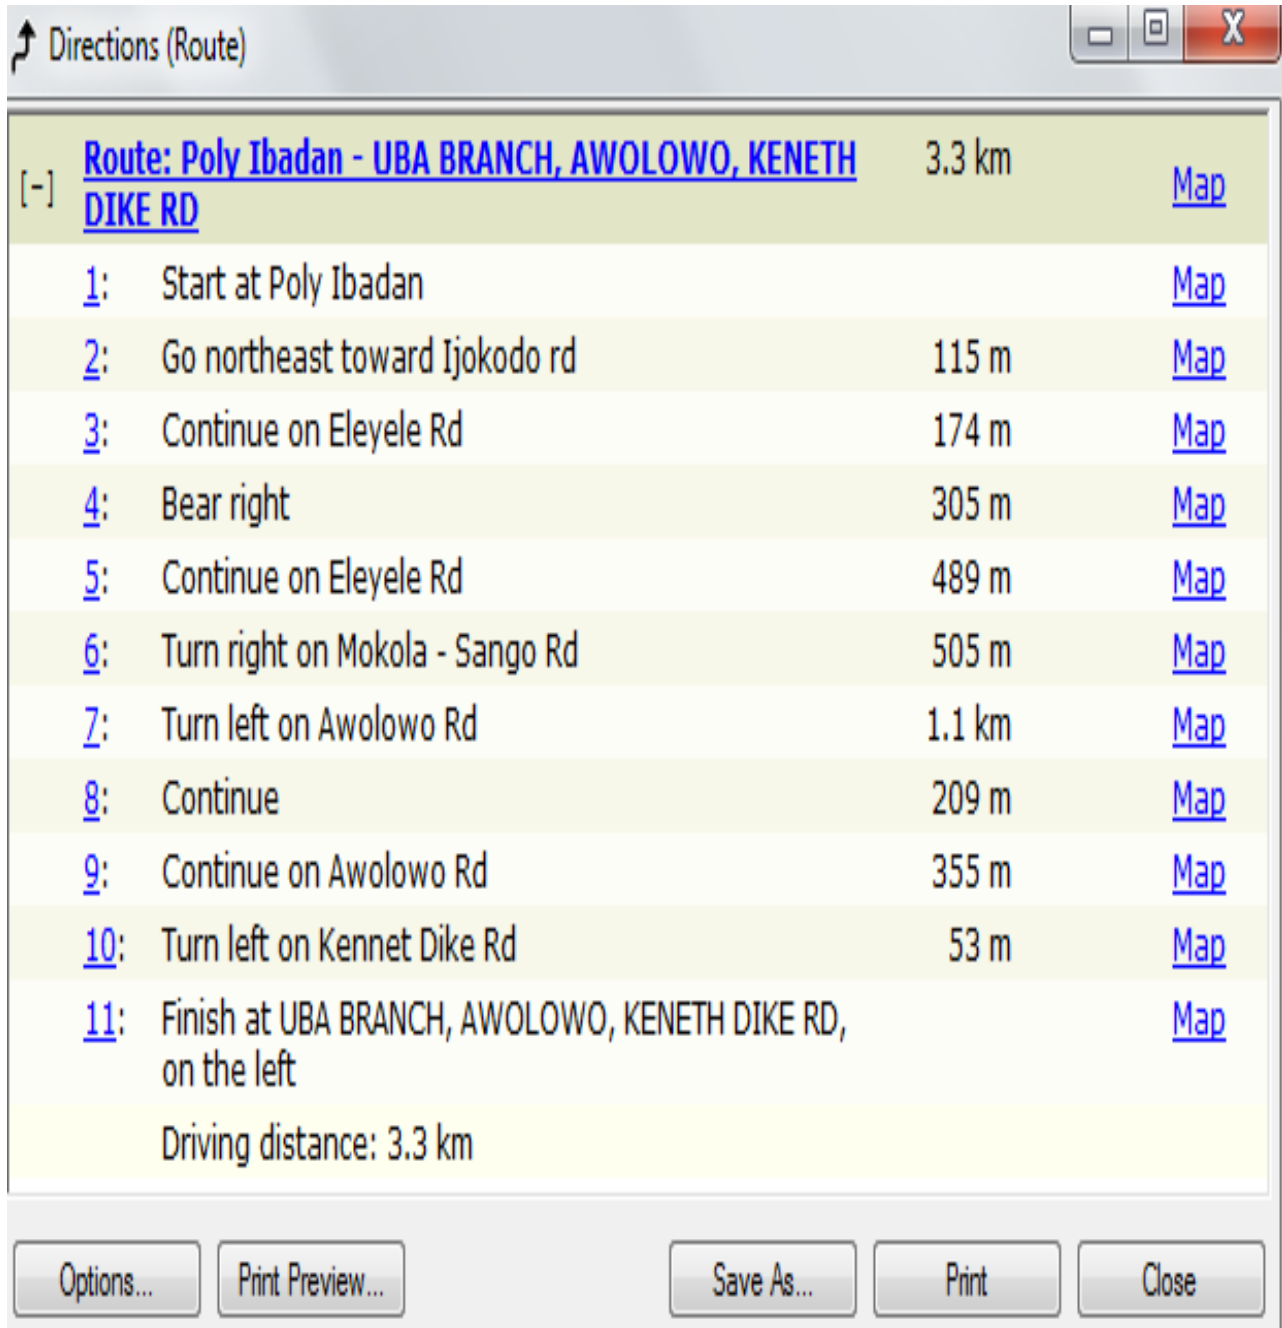 Directions (Route)
X
[-] Route: Poly Ibadan - UBA BRANCH, AWOLOWO, KENETH 3.3 km Map
DIKE RD
1: Start at Poly Ibadan Map
2: Go northeast toward Ijokodo rd 115 m Map
3: Continue on Eleyele Rd 174 m Map
4: Bear right 305 m Map
5: Continue on Eleyele Rd 489 m Map
6: Turn right on Mokola - Sango Rd 505 m Map
7: Turn left on Awolowo Rd 1.1 km Map
8: Continue 209 m Map
9: Continue on Awolowo Rd 355 m Map
10: Turn left on Kennet Dike Rd 53 m Map
11: Finish at UBA BRANCH, AWOLOWO, KENETH DIKE RD, Map
on the left
Driving distance: 3.3 km
Options... Print Preview... Save As... Print Close